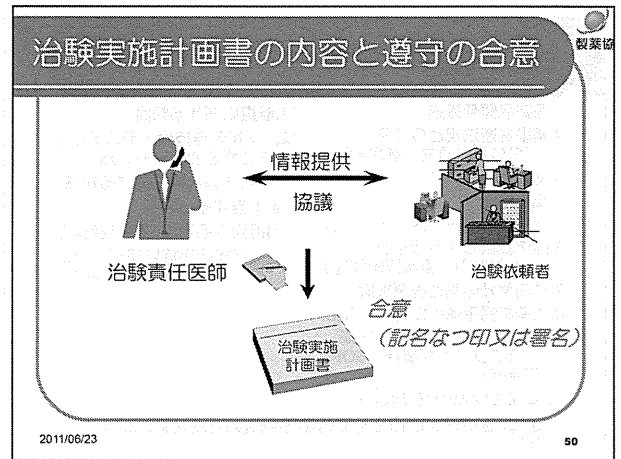 治験実施計画書の内容と遵守の合意
製薬協
情報提供
協議
治験責任医師
治験依頼者
合意
（記名なつ印又は署名）
治験実施
計画書
2011/06/23
50